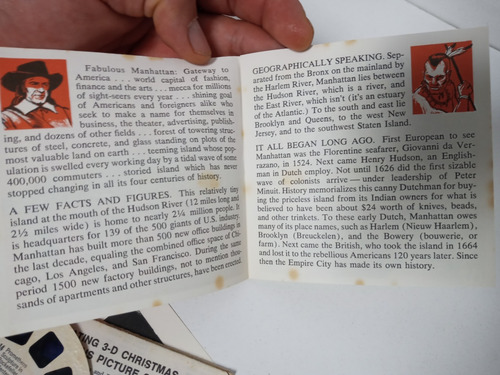 Fabulous Manhattan: Gateway to
America . . . world capital of fashion,
finance and the arts . . . mecca for millions
of sight-seers every year . . . shining goal
of Americans and foreigners alike who
seek to make a name for themselves in
business, the theater, advertising, publish-
ing, and dozens of other fields . . . forest of towering struc-
tures of steel, concrete, and glass standing on plots of the
most valuable land on earth . . . teeming island whose pop-
ulation is swelled every working day by a tidal wave of some
400,000 commuters . . . storied island which has never
stopped changing in all its four centuries of history.
A FEW FACTS AND FIGURES. This relatively tiny
island at the mouth of the Hudson River (12 miles long and
2½ miles wide) is home to nearly 2¼ million people. It
is headquarters for 139 of the 500 giants of U.S. industry.
Manhattan has built more than 500 new office buildings in
the last decade, equaling the combined office space of Chi-
cago, Los Angeles, and San Francisco. During the same
period 1500 new factory buildings, not to mention thou-
sands of apartments and other structures, have been erected.
GEOGRAPHICALLY SPEAKING. Sep-
arated from the Bronx on the mainland by
the Harlem River, Manhattan lies between
the Hudson River, which is a river, and
the East River, which isn't (it's an estuary
of the Atlantic.) To the south and east lie
Brooklyn and Queens, to the west New
Jersey, and to the southwest Staten Island.
IT ALL BEGAN LONG AGO. First European to see
Manhattan was the Florentine seafarer, Giovanni da Ver-
razano, in 1524. Next came Henry Hudson, an English-
man in Dutch employ. Not until 1626 did the first sizable
wave of colonists arrive — under leadership of Peter
Minuit. History memorializes this canny Dutchman for buy-
ing the priceless island from its Indian owners for what is
believed to have been about $24 worth of knives, beads,
and other trinkets. To these early Dutch, Manhattan owes
many of its place names, such as Harlem (Nieuw Haarlem),
Brooklyn (Breuckelen), and the Bowery (bouwerie, or
farm). Next came the British, who took the island in 1664
and lost it to the rebellious Americans 120 years later. Since
then the Empire City has made its own history.
3-D CHRISTMAS
PICTURE